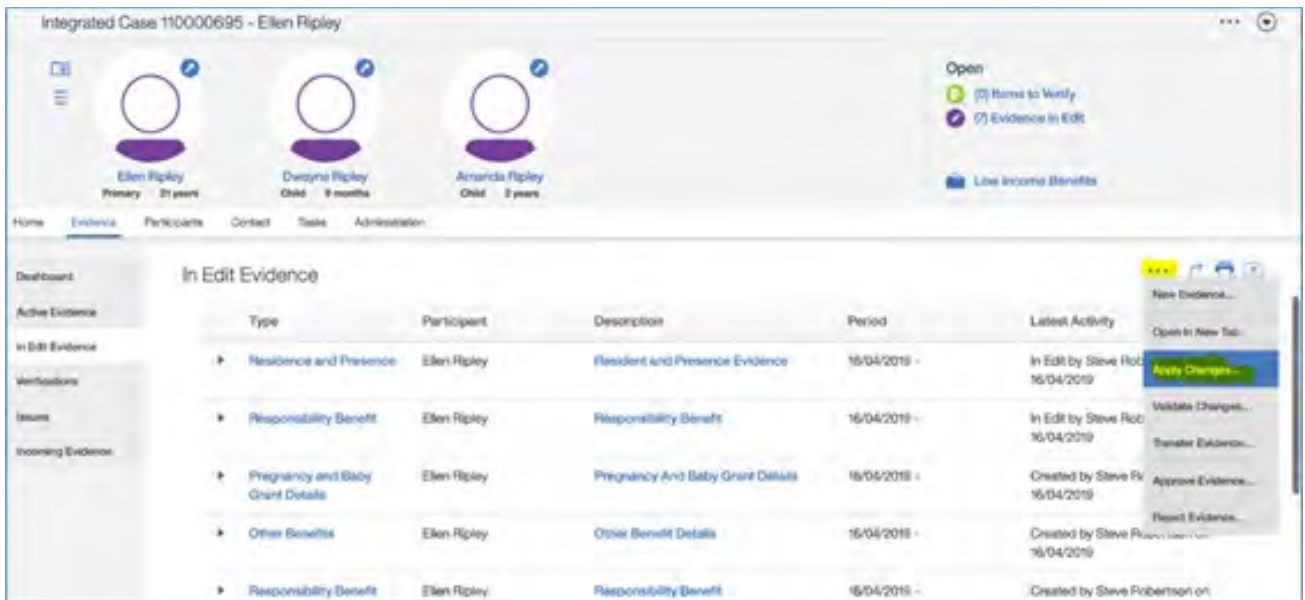 Integrated Case 110000695 - Ellen Ripley
Ellen Ripley
Primary 31 years
Dwayne Ripley
Child 9 months
Amanda Ripley
Child 2 years
Open
(0) Items to Verify
(7) Evidence in Edit
Low Income Benefits
Home Evidence Participants Contact Tasks Administration
Dashboard
Active Evidence
In Edit Evidence
Verifications
Issues
Incoming Evidence
In Edit Evidence
New Evidence...
Open In New Tab
Apply Changes...
Validate Changes...
Transfer Evidence...
Approve Evidence...
Reject Evidence...
Type Participant Description Period Latest Activity
Residence and Presence Ellen Ripley Resident and Presence Evidence 16/04/2019 - In Edit by Steve Rob
16/04/2019
Responsibility Benefit Ellen Ripley Responsibility Benefit 16/04/2019 - In Edit by Steve Rob
16/04/2019
Pregnancy and Baby Ellen Ripley Pregnancy And Baby Grant Details 16/04/2019 - Created by Steve
Grant Details 16/04/2019
Other Benefits Ellen Ripley Other Benefit Details 16/04/2019 - Created by Steve Robertson on
16/04/2019
Responsibility Benefit Ellen Ripley Responsibility Benefit 16/04/2019 - Created by Steve Robertson on